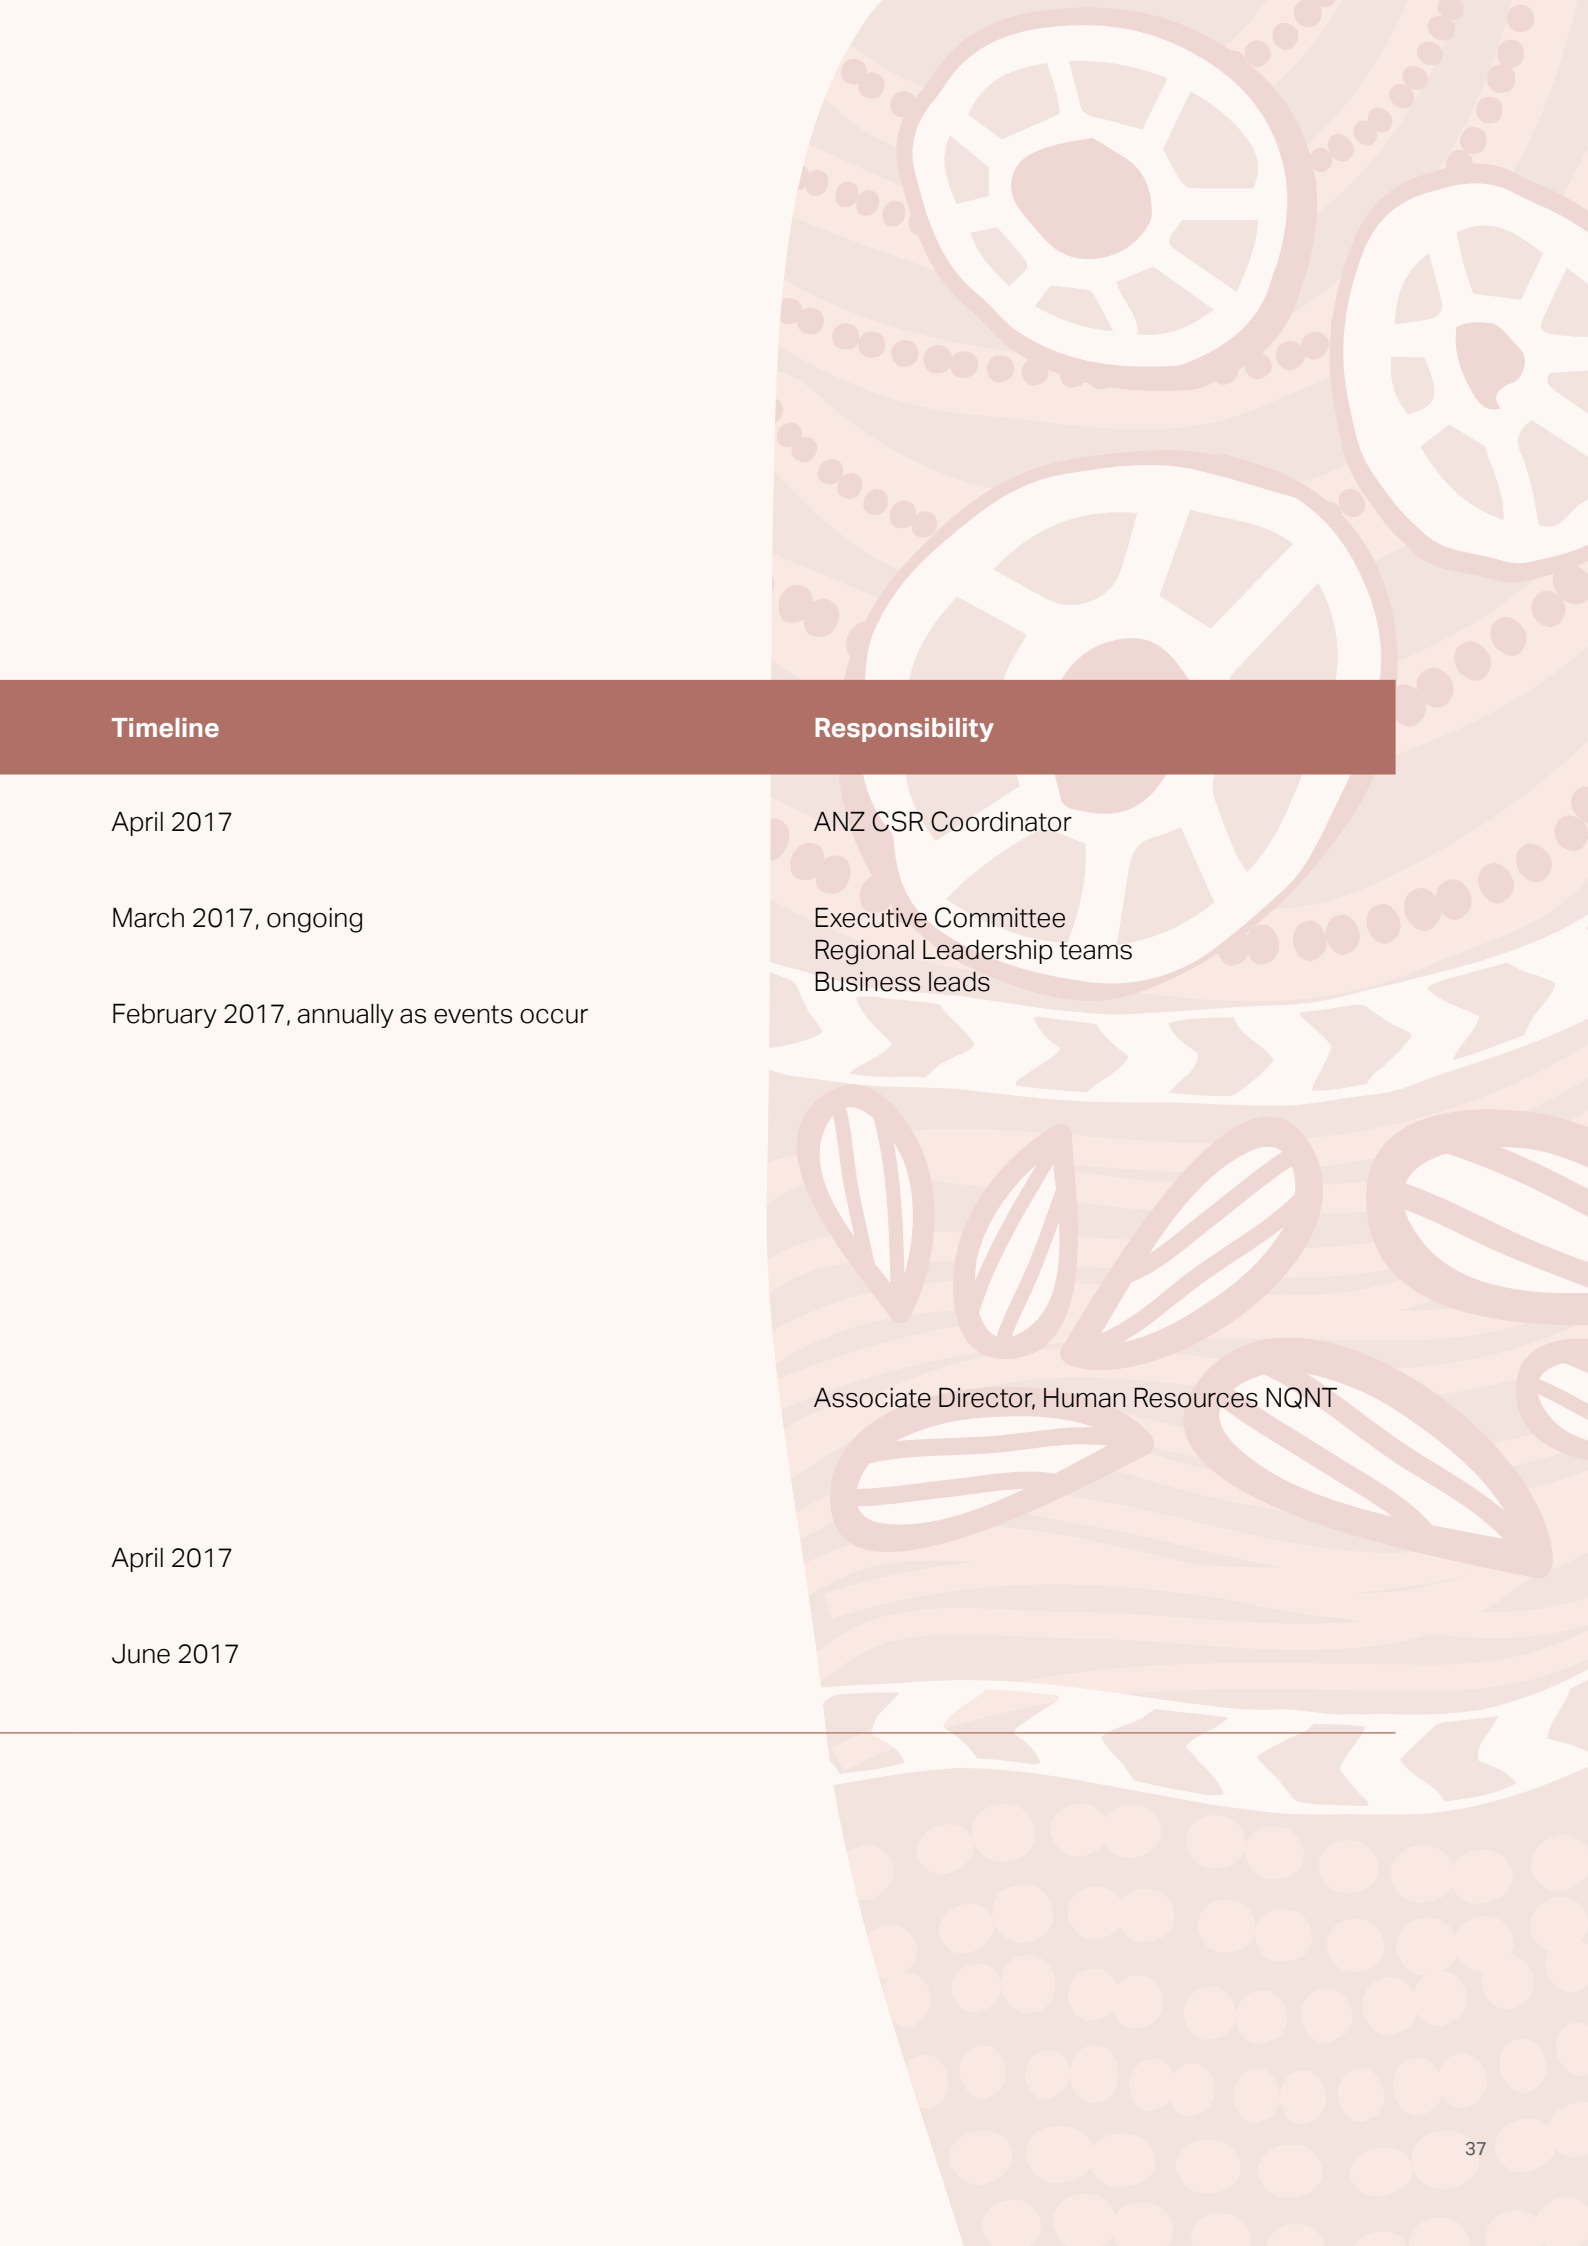 Timeline Responsibility
April 2017 ANZ CSR Coordinator
March 2017, ongoing Executive Committee
Regional Leadership teams
Business leads
February 2017, annually as events occur
Associate Director, Human Resources NQNT
April 2017
June 2017
37